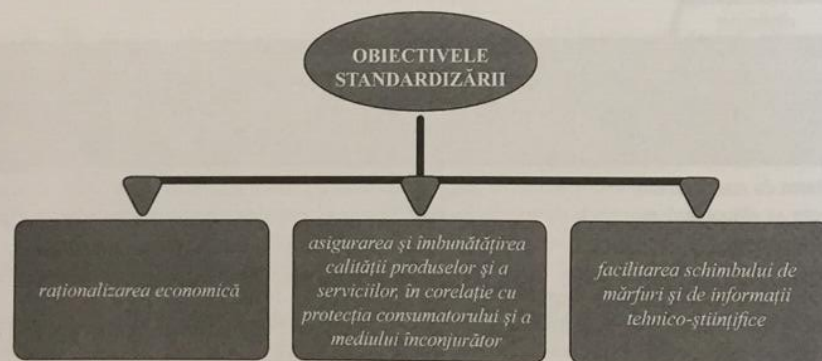 OBIECTIVELE
STANDARDIZĂRII
raționalizarea economică
asigurarea și îmbunătățirea
calității produselor și a
serviciilor, în corelație cu
protecția consumatorului și a
mediului înconjurător
facilitarea schimbului de
mărfuri și de informații
tehnico-științifice